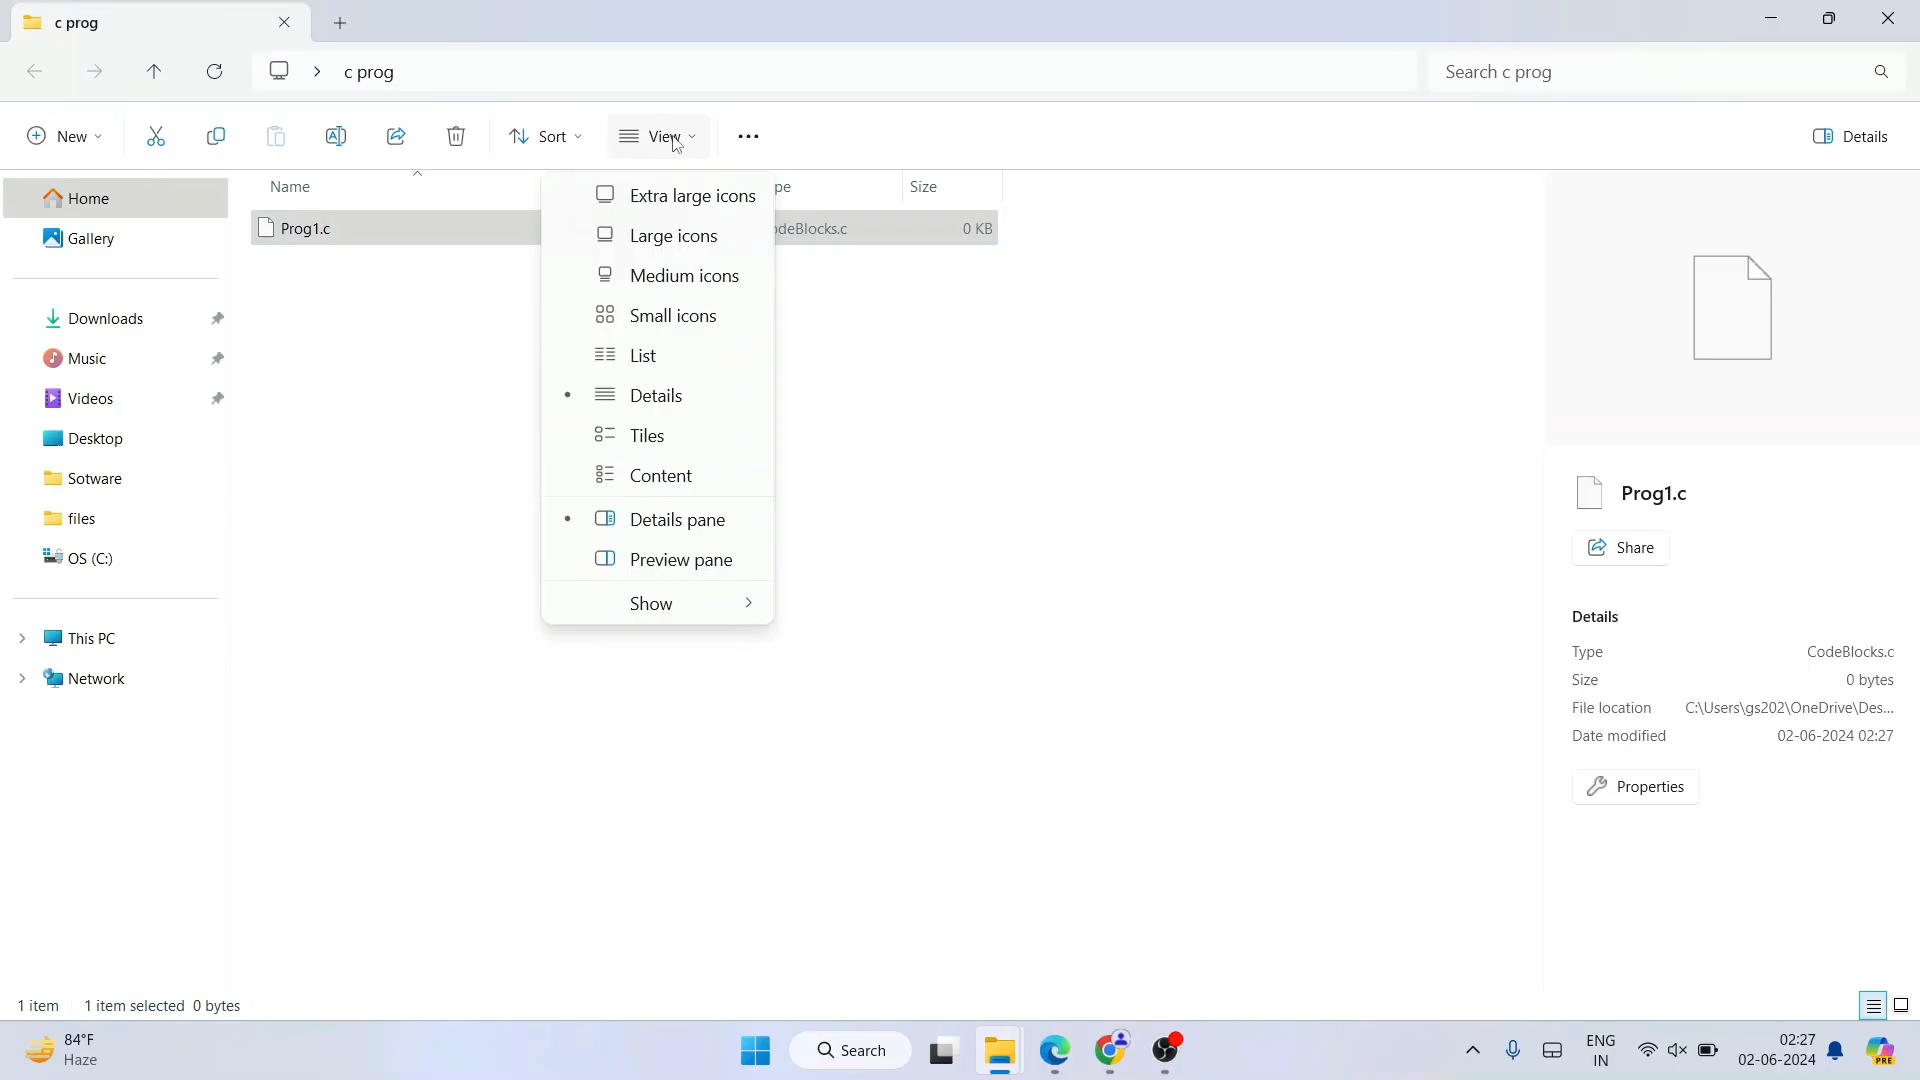 c prog
c prog
Search c prog
New
Sort
View
Details
Name
pe
Size
Prog1.c
deBlocks.c
0 KB
Home
Gallery
Downloads
Music
Videos
Desktop
Sotware
files
OS (C:)
This PC
Network
Extra large icons
Large icons
Medium icons
Small icons
List
Details
Tiles
Content
Details pane
Preview pane
Show
Prog1.c
Share
Details
Type CodeBlocks.c
Size 0 bytes
File location C:\Users\gs202\OneDrive\Des...
Date modified 02-06-2024 02:27
Properties
1 item 1 item selected 0 bytes
84°F
Haze
Search
ENG
IN
02:27
02-06-2024
PRE